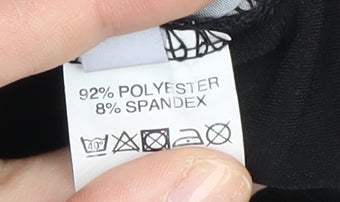 92% POLYESTER
8% SPANDEX
40°